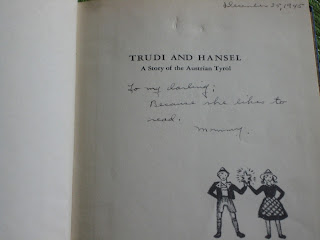 December 25, 1945
TRUDI AND HANSEL
A Story of the Austrian Tyrol
To my darling;
Because she likes to
read.
Mommy.